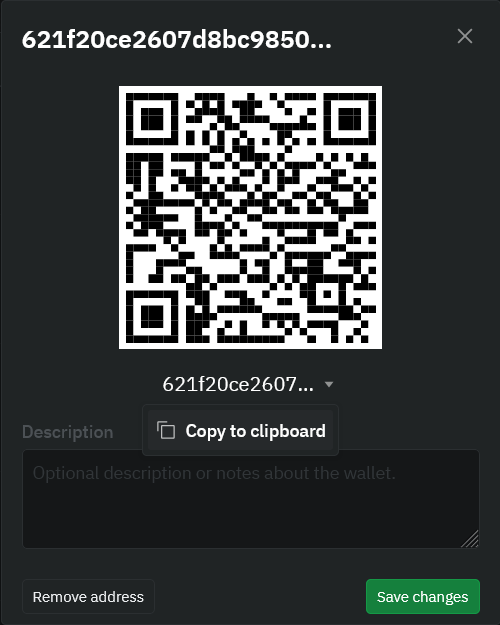 621f20ce2607d8bc9850...
621f20ce2607...
Copy to clipboard
Description
Optional description or notes about the wallet.
Remove address
Save changes